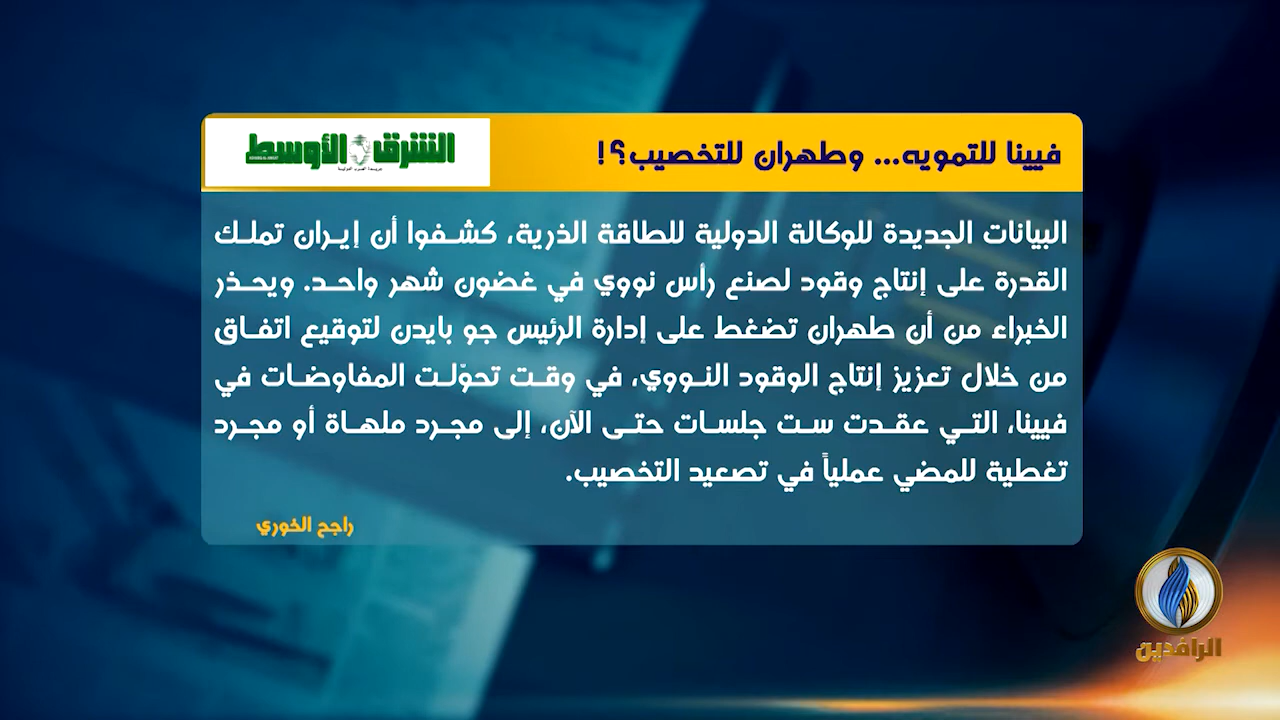 فيينا للتمويه... وطهران للتخصيب؟!
الشرق الأوسط
جريدة العرب الدولية
البيانات الجديدة للوكالة الدولية للطاقة الذرية، كشفوا أن إيران تملك
القدرة على إنتاج وقود لصنع رأس نووي في غضون شهر واحد. ويحذر
الخبراء من أن طهران تضغط على إدارة الرئيس جو بايدن لتوقيع اتفاق
من خلال تعزيز إنتاج الوقود النووي، في وقت تحوّلت المفاوضات في
فيينا، التي عقدت ست جلسات حتى الآن، إلى مجرد ملهاة أو مجرد
تغطية للمضي عملياً في تصعيد التخصيب.
راجح الخوري
الرافدين